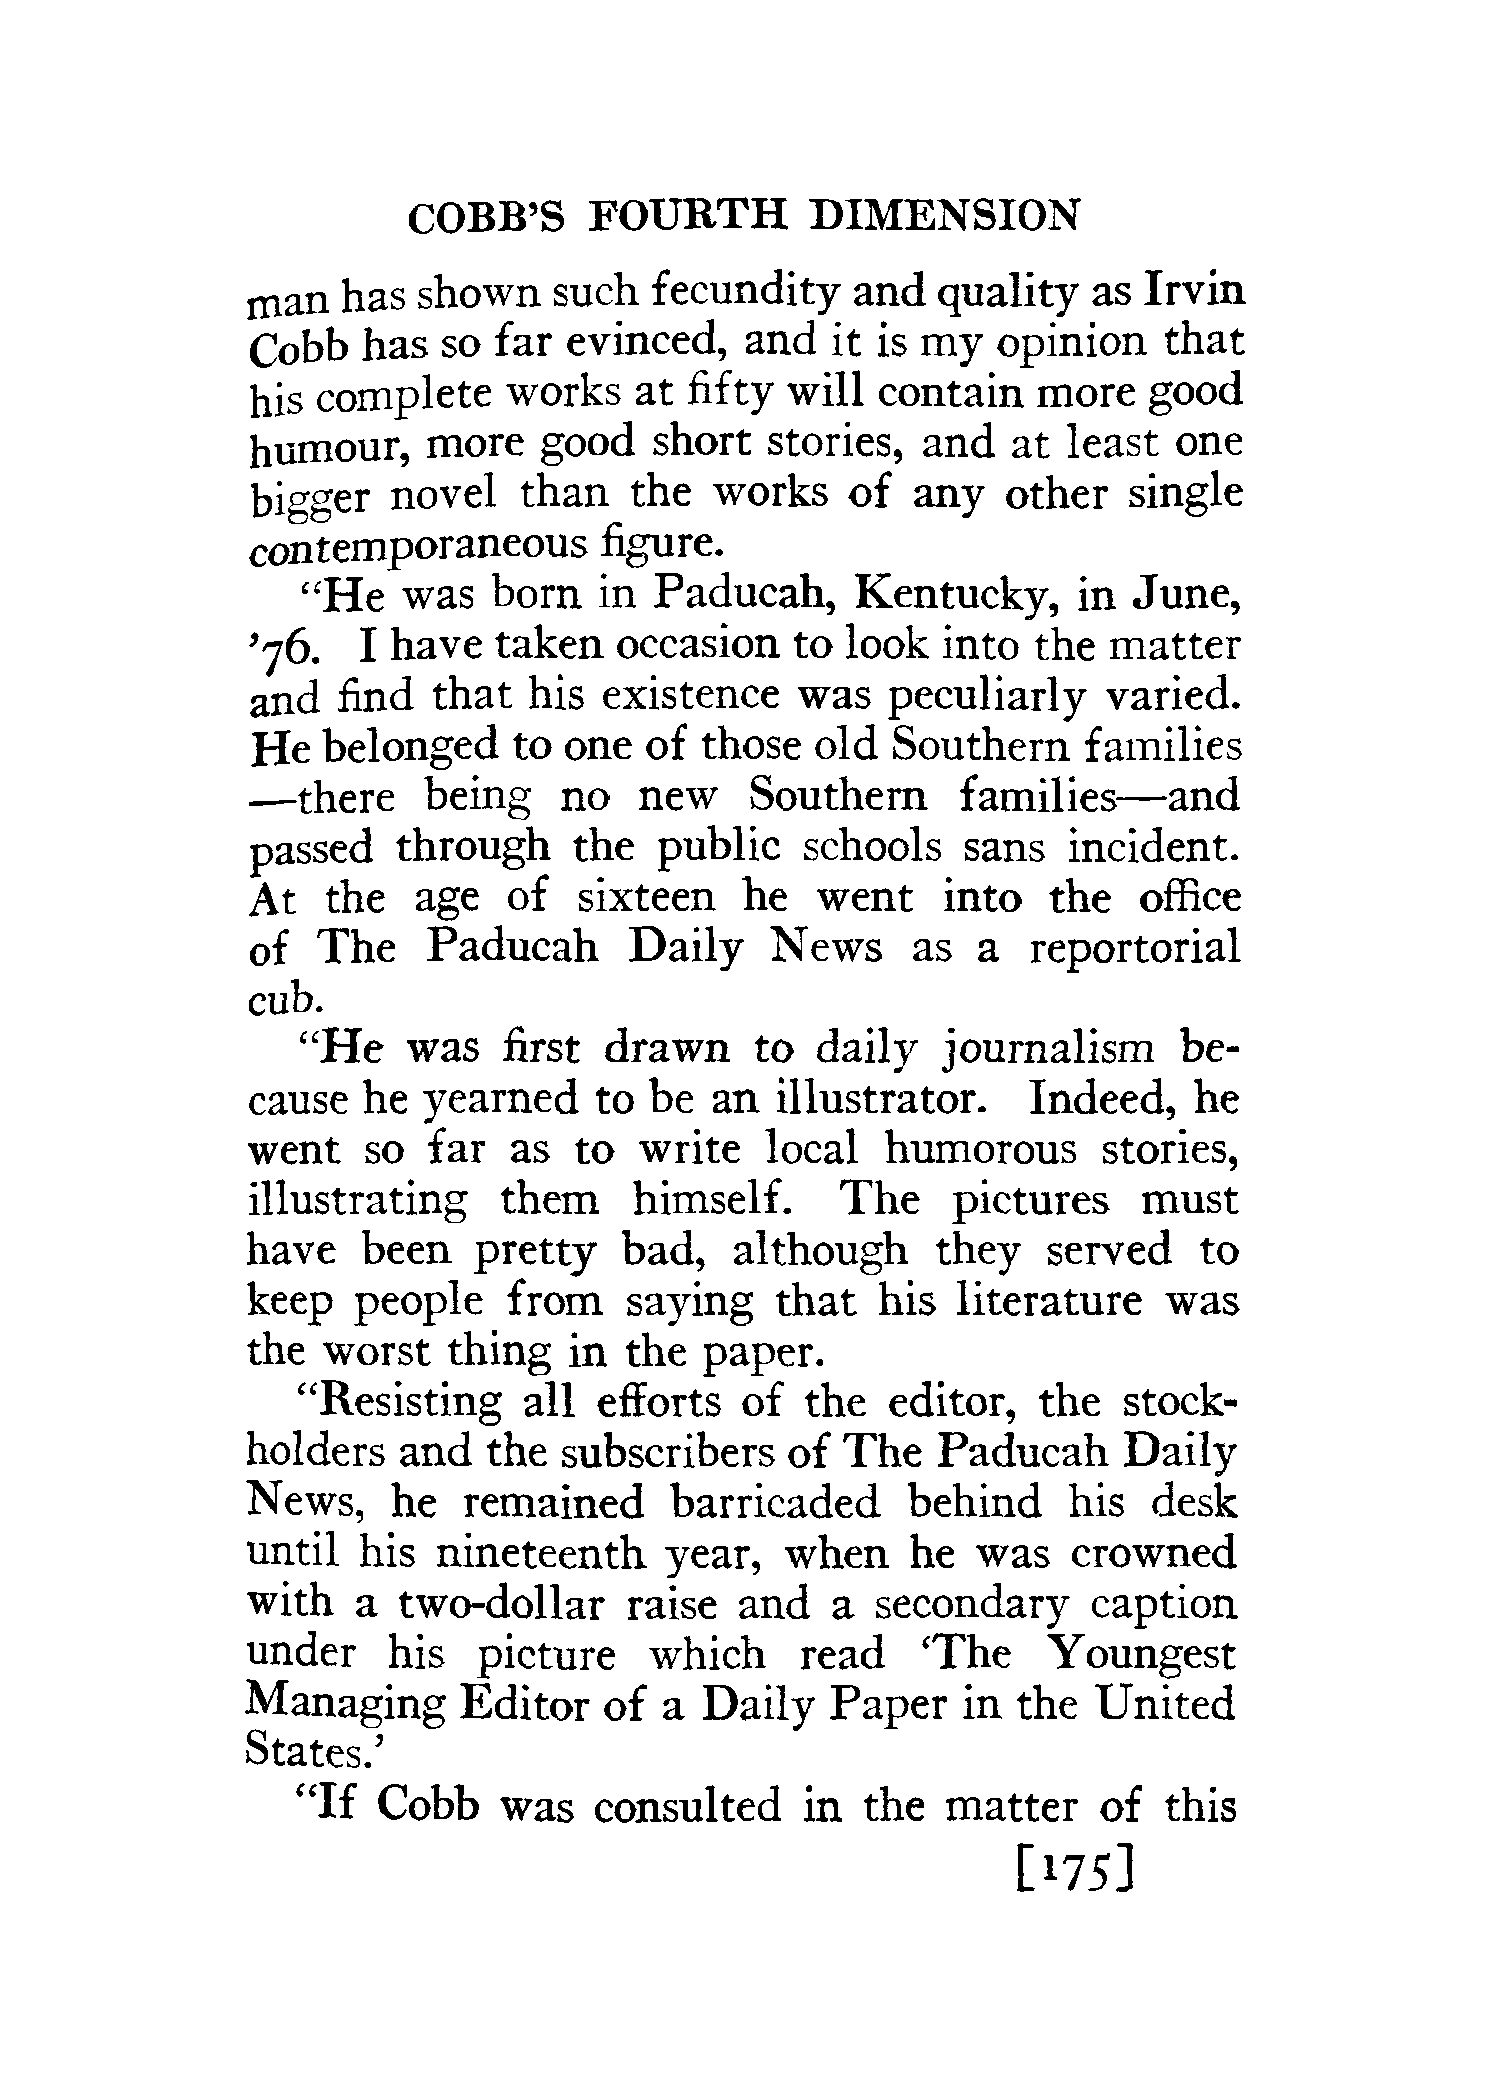 COBB'S FOURTH DIMENSION
man has shown such fecundity and quality as Irvin
Cobb has so far evinced, and it is my opinion that
his complete works at fifty will contain more good
humour, more good short stories, and at least one
bigger novel than the works of any other single
contemporaneous figure.
"He was born in Paducah, Kentucky, in June,
'76. I have taken occasion to look into the matter
and find that his existence was peculiarly varied.
He belonged to one of those old Southern families
—there being no new Southern families—and
passed through the public schools sans incident.
At the age of sixteen he went into the office
of The Paducah Daily News as a reportorial
cub.
"He was first drawn to daily journalism be-
cause he yearned to be an illustrator. Indeed, he
went so far as to write local humorous stories,
illustrating them himself. The pictures must
have been pretty bad, although they served to
keep people from saying that his literature was
the worst thing in the paper.
"Resisting all efforts of the editor, the stock-
holders and the subscribers of The Paducah Daily
News, he remained barricaded behind his desk
until his nineteenth year, when he was crowned
with a two-dollar raise and a secondary caption
under his picture which read 'The Youngest
Managing Editor of a Daily Paper in the United
States.'
"If Cobb was consulted in the matter of this
[175]